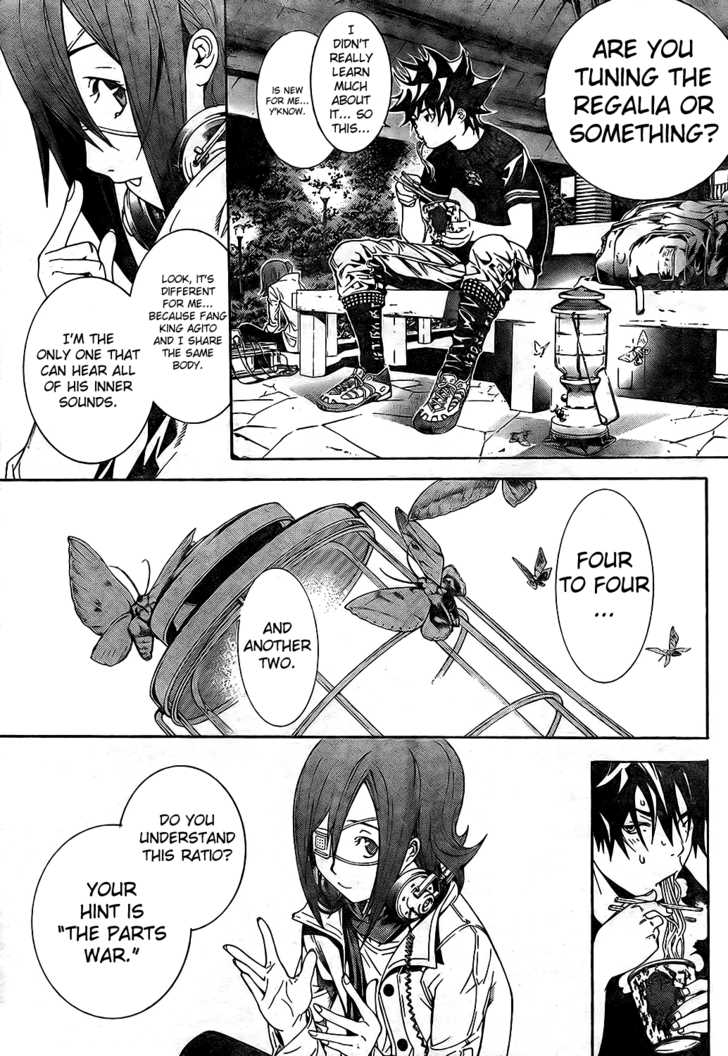 ARE YOU
TUNING THE
REGALIA OR
SOMETHING?
I
DIDN'T
REALLY
LEARN
MUCH
ABOUT
IT... SO
THIS...
IS NEW
FOR ME...
Y'KNOW.
LOOK, IT'S
DIFFERENT
FOR ME...
BECAUSE FANG
KING AGITO
AND I SHARE
THE SAME
BODY.
I'M THE
ONLY ONE THAT
CAN HEAR ALL
OF HIS INNER
SOUNDS.
FOUR
TO FOUR
...
AND
ANOTHER
TWO.
DO YOU
UNDERSTAND
THIS RATIO?
YOUR
HINT IS
"THE PARTS
WAR."